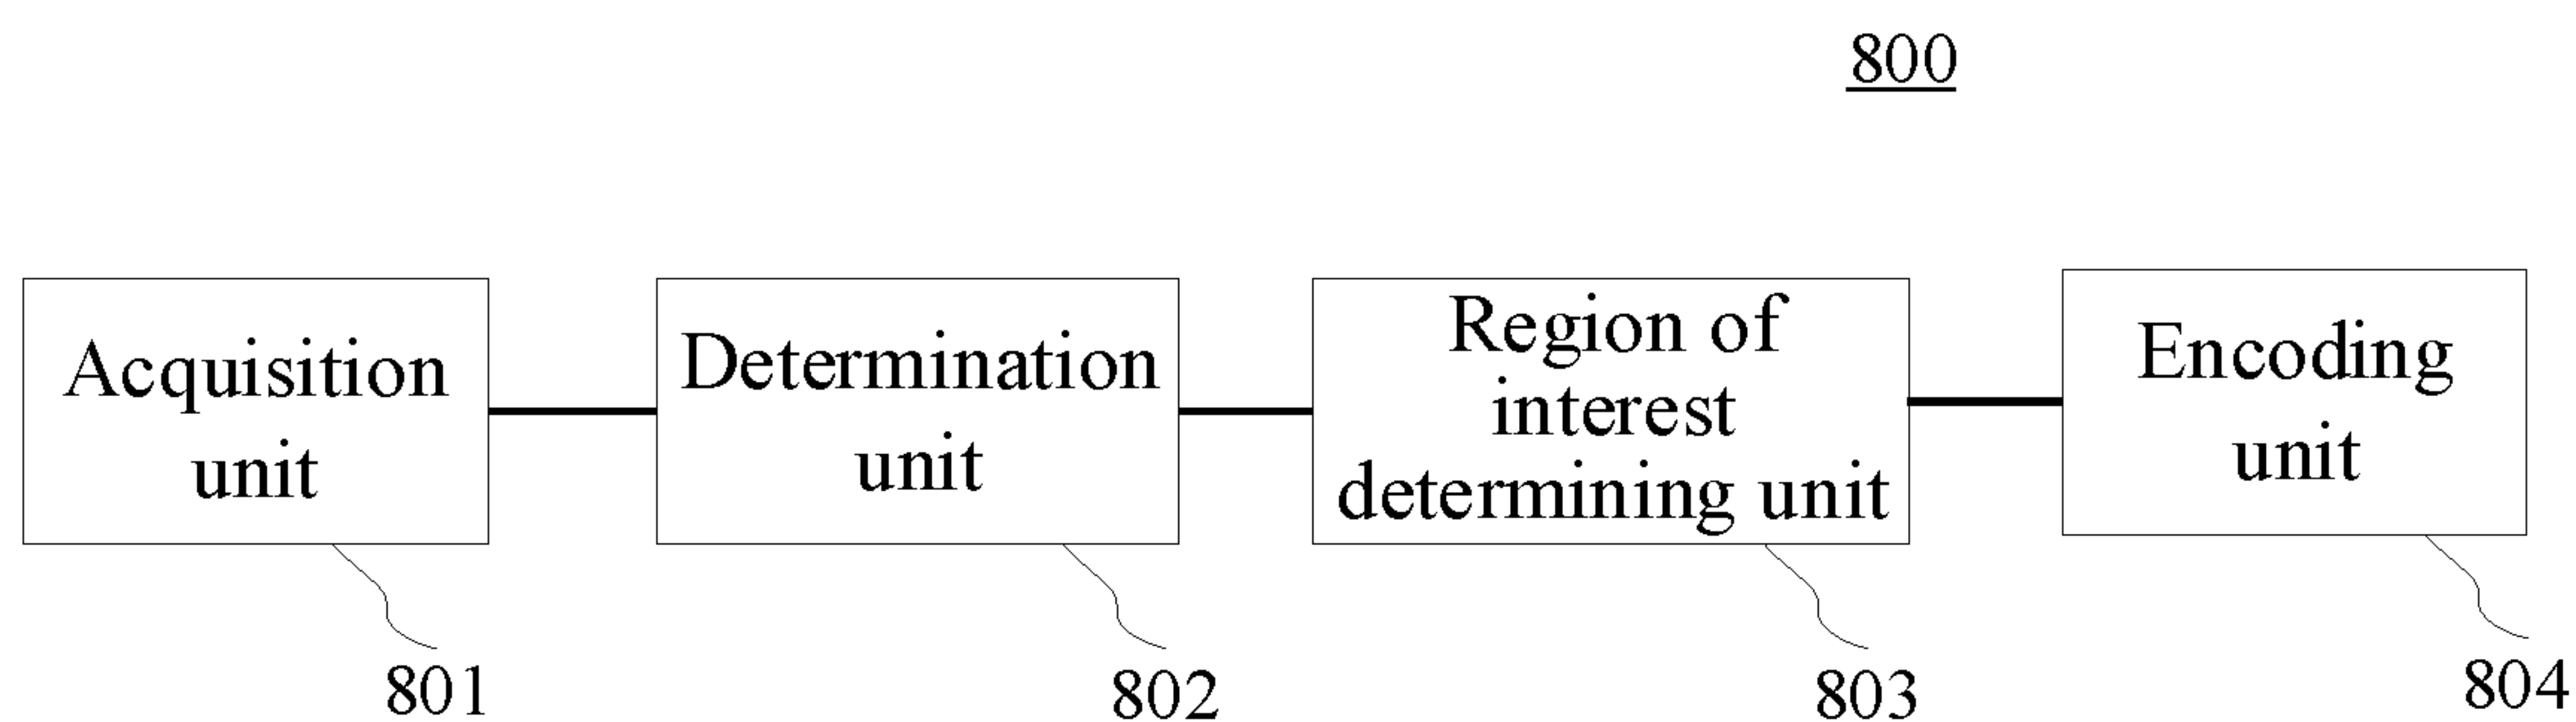 800
Acquisition
unit
Determination
unit
Region of
interest
determining unit
Encoding
unit
801
802
803
804